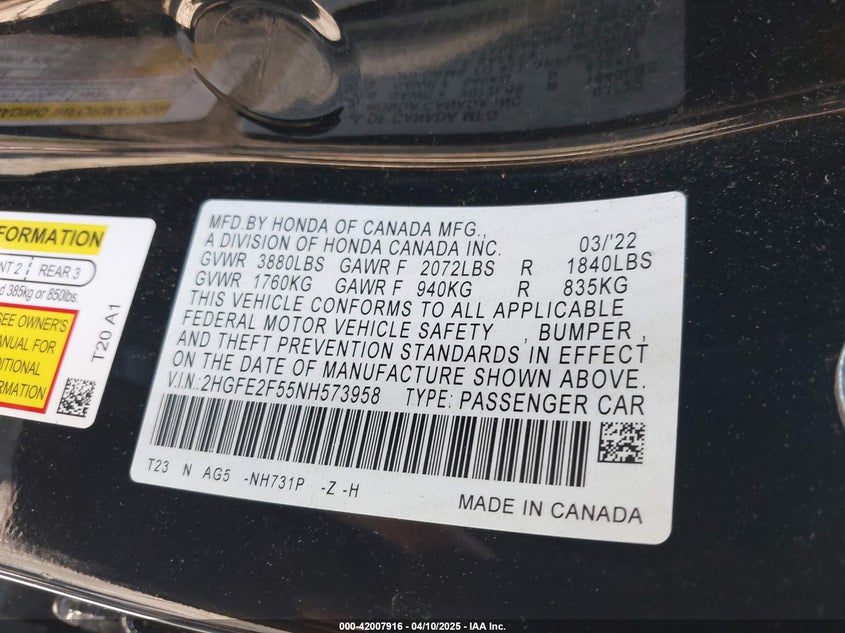 FORMATION
NT 2 | REAR 3
d 385kg or 850lbs.
SEE OWNER'S
ANUAL FOR
DITIONAL
ORMATION
T20 A1
MFD.BY HONDA OF CANADA MFG.,
A DIVISION OF HONDA CANADA INC. 03/'22
GVWR 3880LBS GAWR F 2072LBS R 1840LBS
GVWR 1760KG GAWR F 940KG R 835KG
THIS VEHICLE CONFORMS TO ALL APPLICABLE
FEDERAL MOTOR VEHICLE SAFETY , BUMPER ,
AND THEFT PREVENTION STANDARDS IN EFFECT
ON THE DATE OF MANUFACTURE SHOWN ABOVE.
V.I.N.:2HGFE2F55NH573958 TYPE: PASSENGER CAR
T23 N AG5 -NH731P -Z -H
MADE IN CANADA
000-42007916 - 04/10/2025 - IAA Inc.